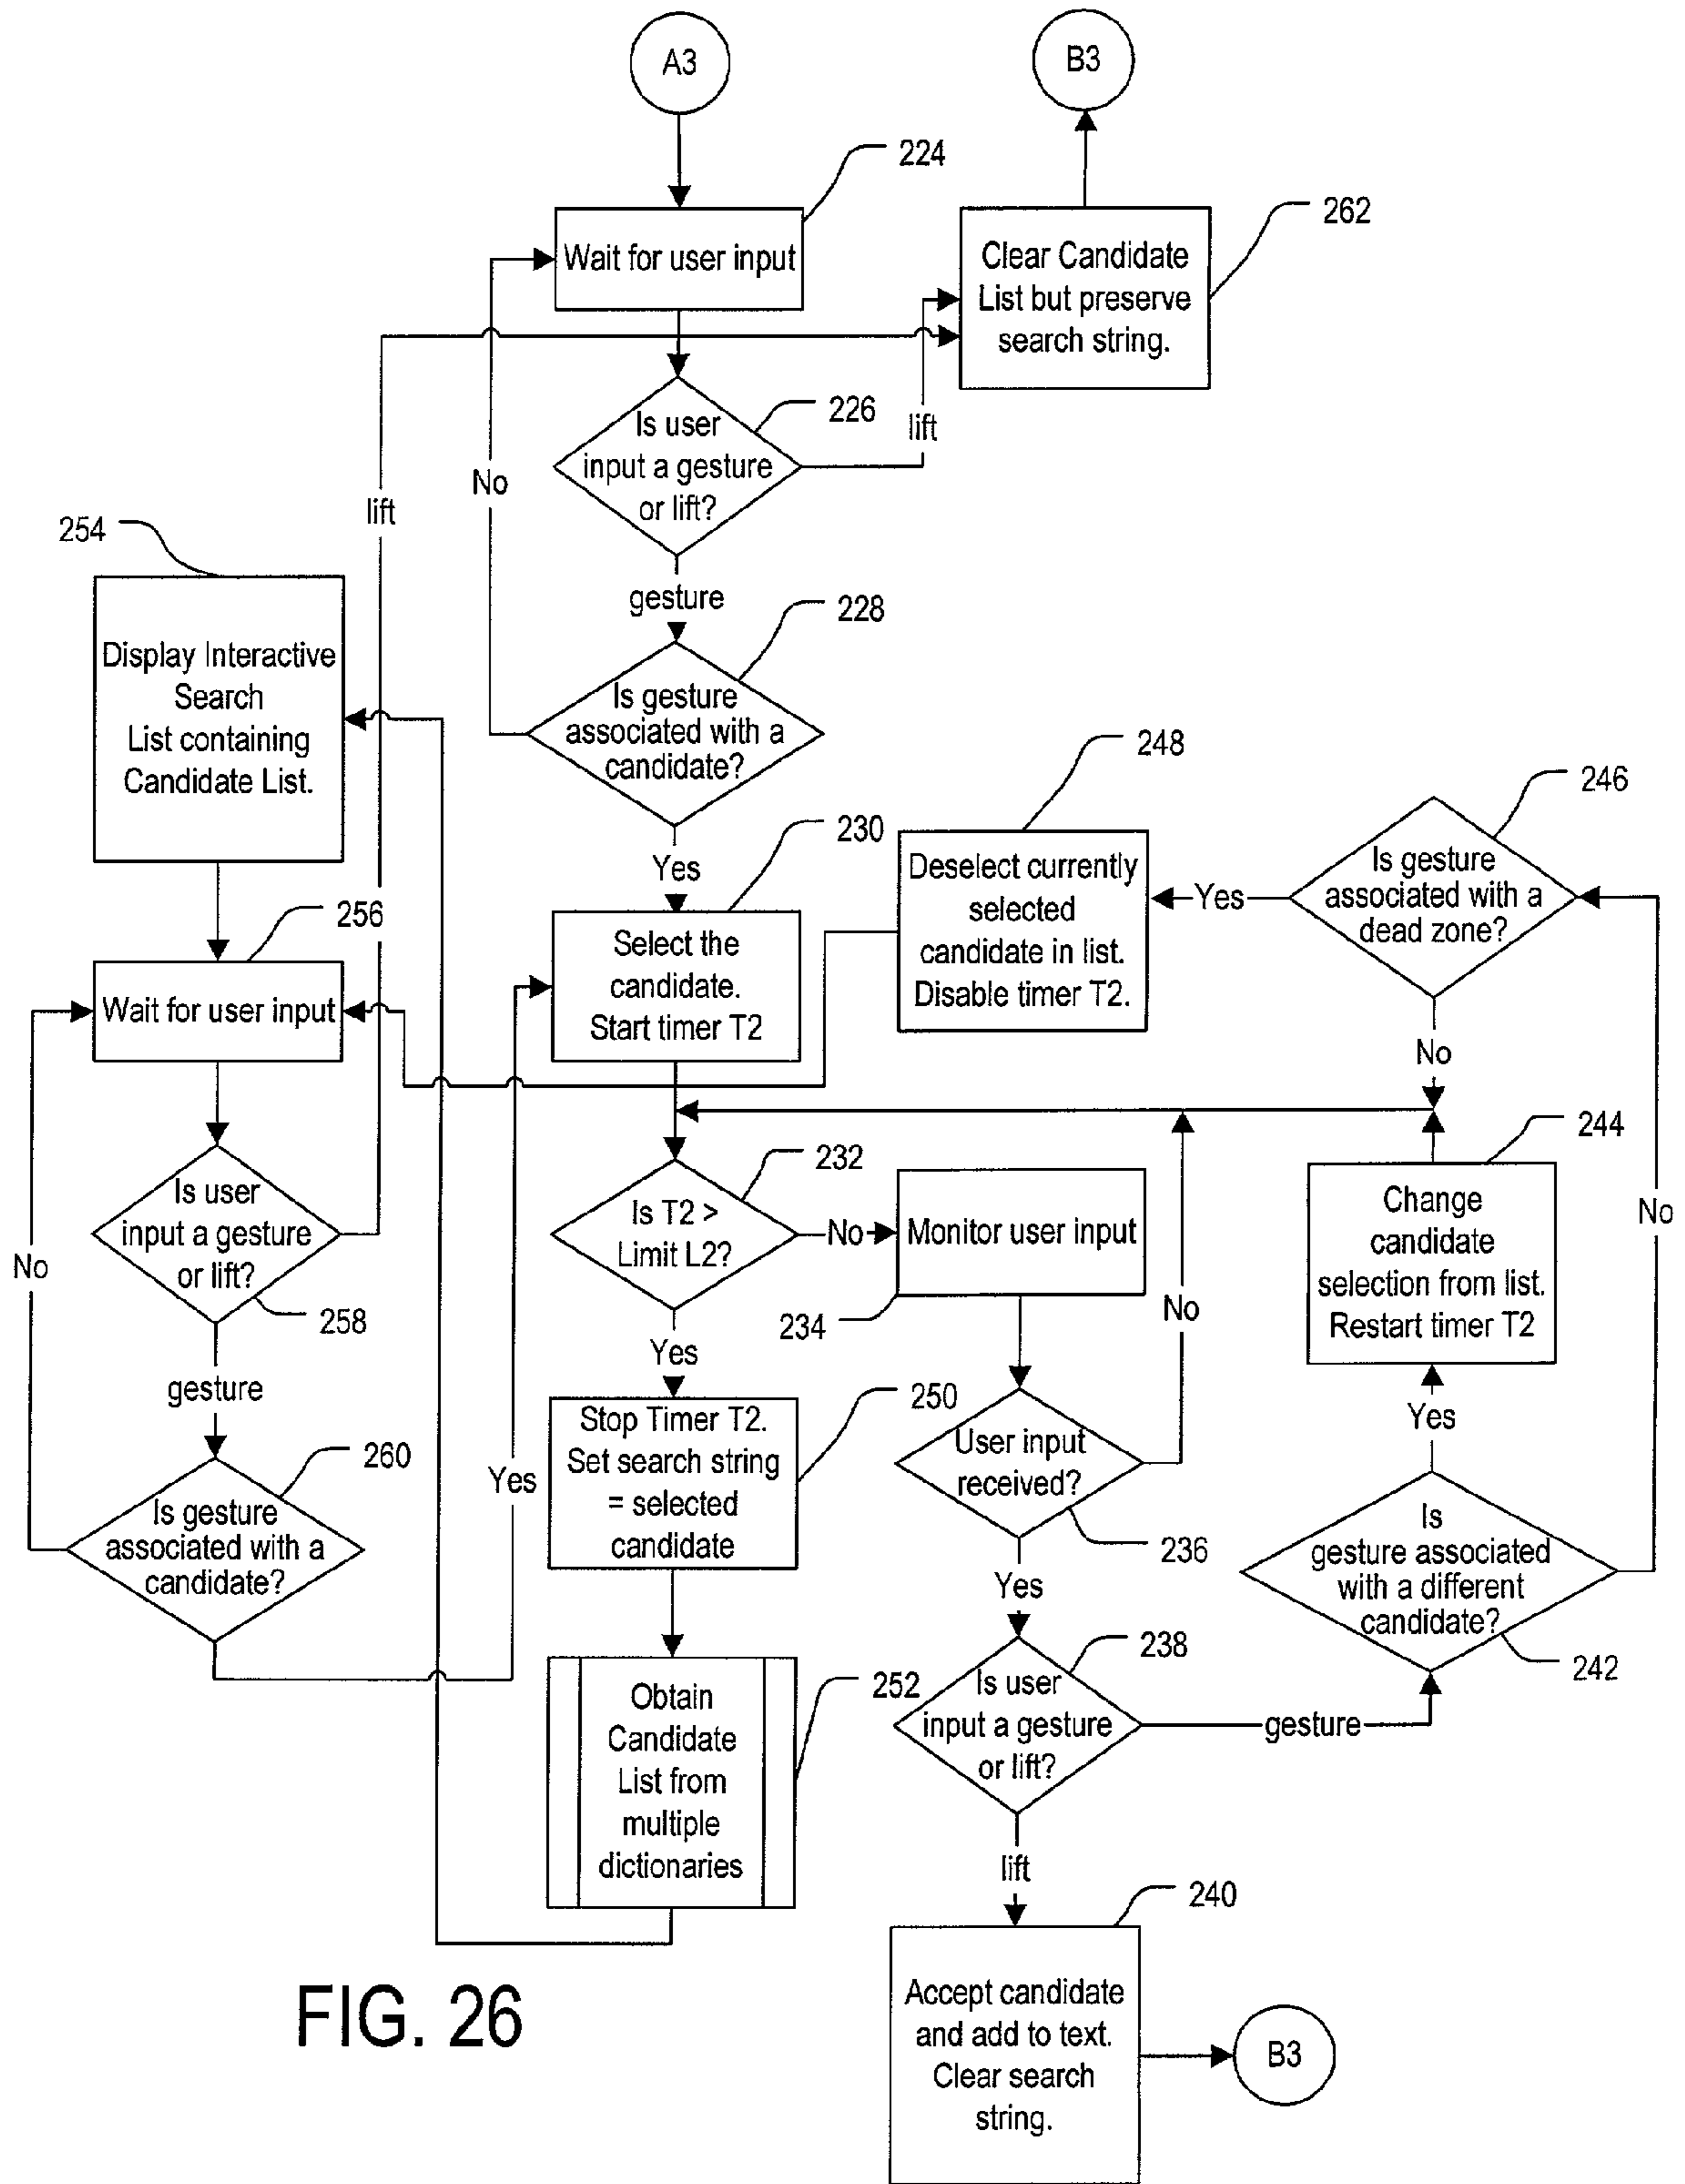 A3
B3
224
Wait for user input
262
Clear Candidate
List but preserve
search string.
226
Is user
input a gesture
or lift?
lift
No
lift
gesture
254
Display Interactive
Search
List containing
Candidate List.
228
Is gesture
associated with a
candidate?
Yes
230
Select the
candidate.
Start timer T2
248
Deselect currently
selected
candidate in list.
Disable timer T2.
Yes
246
Is gesture
associated with a
dead zone?
No
256
Wait for user input
232
Is T2 >
Limit L2?
No
Monitor user input
234
244
Change
candidate
selection from list.
Restart timer T2
No
No
Is user
input a gesture
or lift?
258
No
gesture
Yes
250
Stop Timer T2.
Set search string
= selected
candidate
User input
received?
236
Yes
Yes
Is
gesture associated
with a different
candidate?
242
260
Is gesture
associated with a
candidate?
Yes
238
Is user
input a gesture
or lift?
gesture
252
Obtain
Candidate
List from
multiple
dictionaries
lift
240
Accept candidate
and add to text.
Clear search
string.
B3
FIG. 26